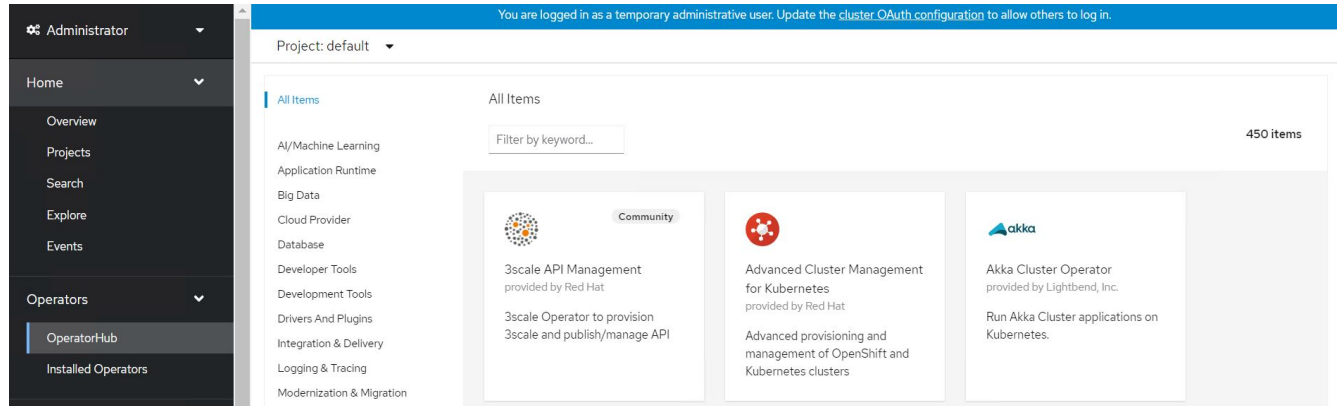 You are logged in as a temporary administrative user. Update the cluster OAuth configuration to allow others to log in.
Administrator
Home
Overview
Projects
Search
Explore
Events
Operators
OperatorHub
Installed Operators
Project: default
All Items
AI/Machine Learning
Application Runtime
Big Data
Cloud Provider
Database
Developer Tools
Development Tools
Drivers And Plugins
Integration & Delivery
Logging & Tracing
Modernization & Migration
All Items
Filter by keyword...
450 items
Community
3scale API Management
provided by Red Hat
3scale Operator to provision
3scale and publish/manage API
Advanced Cluster Management
for Kubernetes
provided by Red Hat
Advanced provisioning and
management of OpenShift and
Kubernetes clusters
akka
Akka Cluster Operator
provided by Lightbend, Inc.
Run Akka Cluster applications on
Kubernetes.